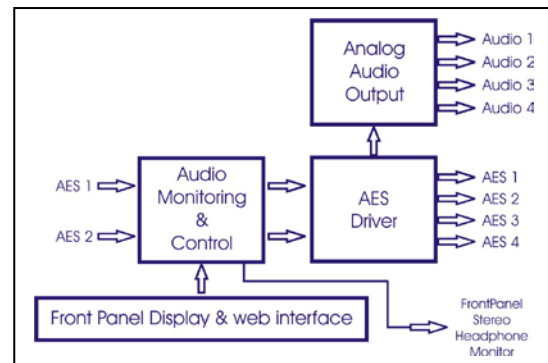 Analog
Audio
Output
Audio 1
Audio 2
Audio 3
Audio 4
AES 1
AES 2
Audio
Monitoring
&
Control
AES
Driver
AES 1
AES 2
AES 3
AES 4
Front Panel Display & web interface
FrontPanel
Stereo
Headphone
Monitor